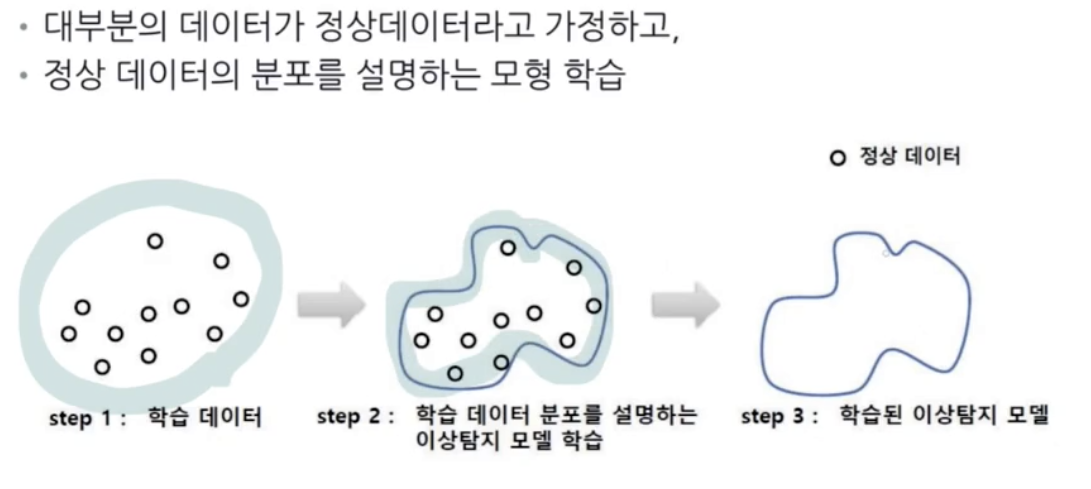 • 대부분의 데이터가 정상데이터라고 가정하고,
• 정상 데이터의 분포를 설명하는 모형 학습
정상 데이터
step 1 : 학습 데이터
step 2 : 학습 데이터 분포를 설명하는
이상탐지 모델 학습
step 3 : 학습된 이상탐지 모델